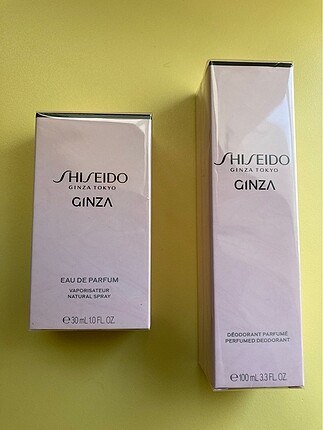 SHISEIDO
GINZA TOKYO
GINZA
EAU DE PARFUM
VAPORISATEUR
NATURAL SPRAY
℮ 30 mL 1.0 FL. OZ.
SHISEIDO
GINZA TOKYO
GINZA
DÉODORANT PARFUMÉ
PERFUMED DEODORANT
℮ 100 mL 3.3 FL. OZ.